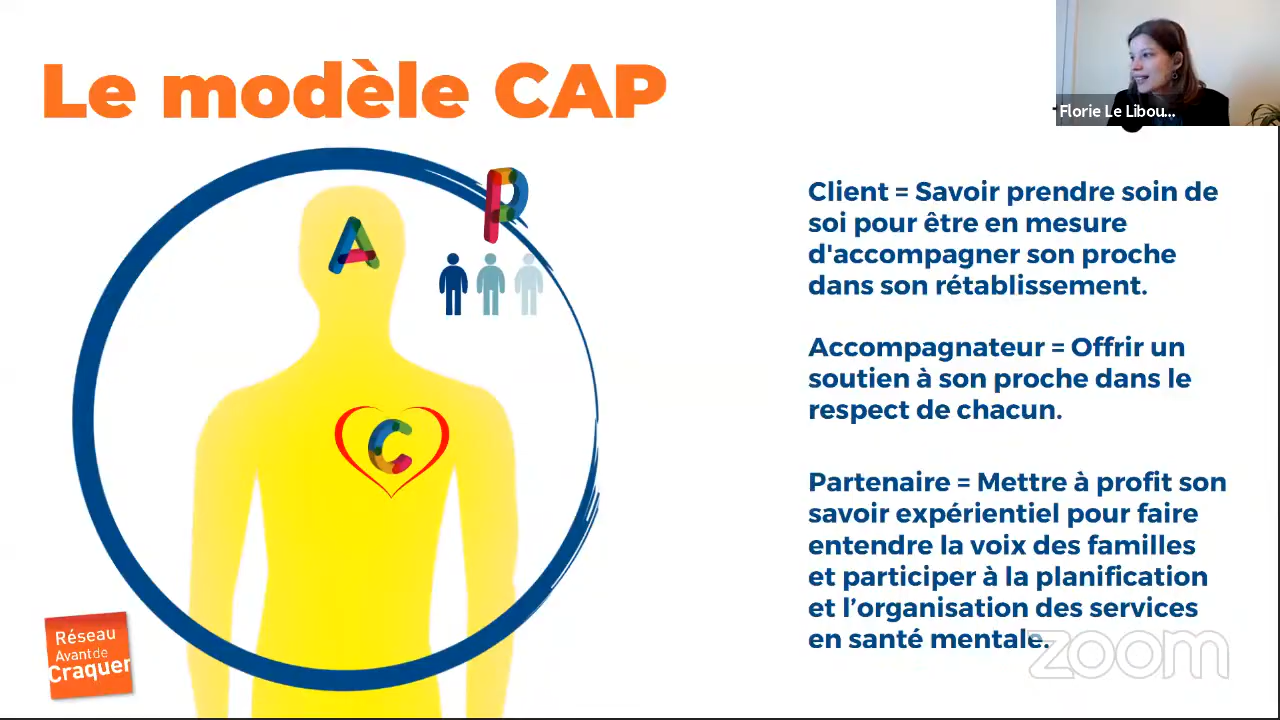 Le modèle CAP
Florie Le Libou...
P
A
C
Client = Savoir prendre soin de
soi pour être en mesure
d'accompagner son proche
dans son rétablissement.
Accompagnateur = Offrir un
soutien à son proche dans le
respect de chacun.
Partenaire = Mettre à profit son
savoir expérientiel pour faire
entendre la voix des familles
et participer à la planification
et l’organisation des services
en santé mentale.
Réseau
Avant de
Craquer
zoom